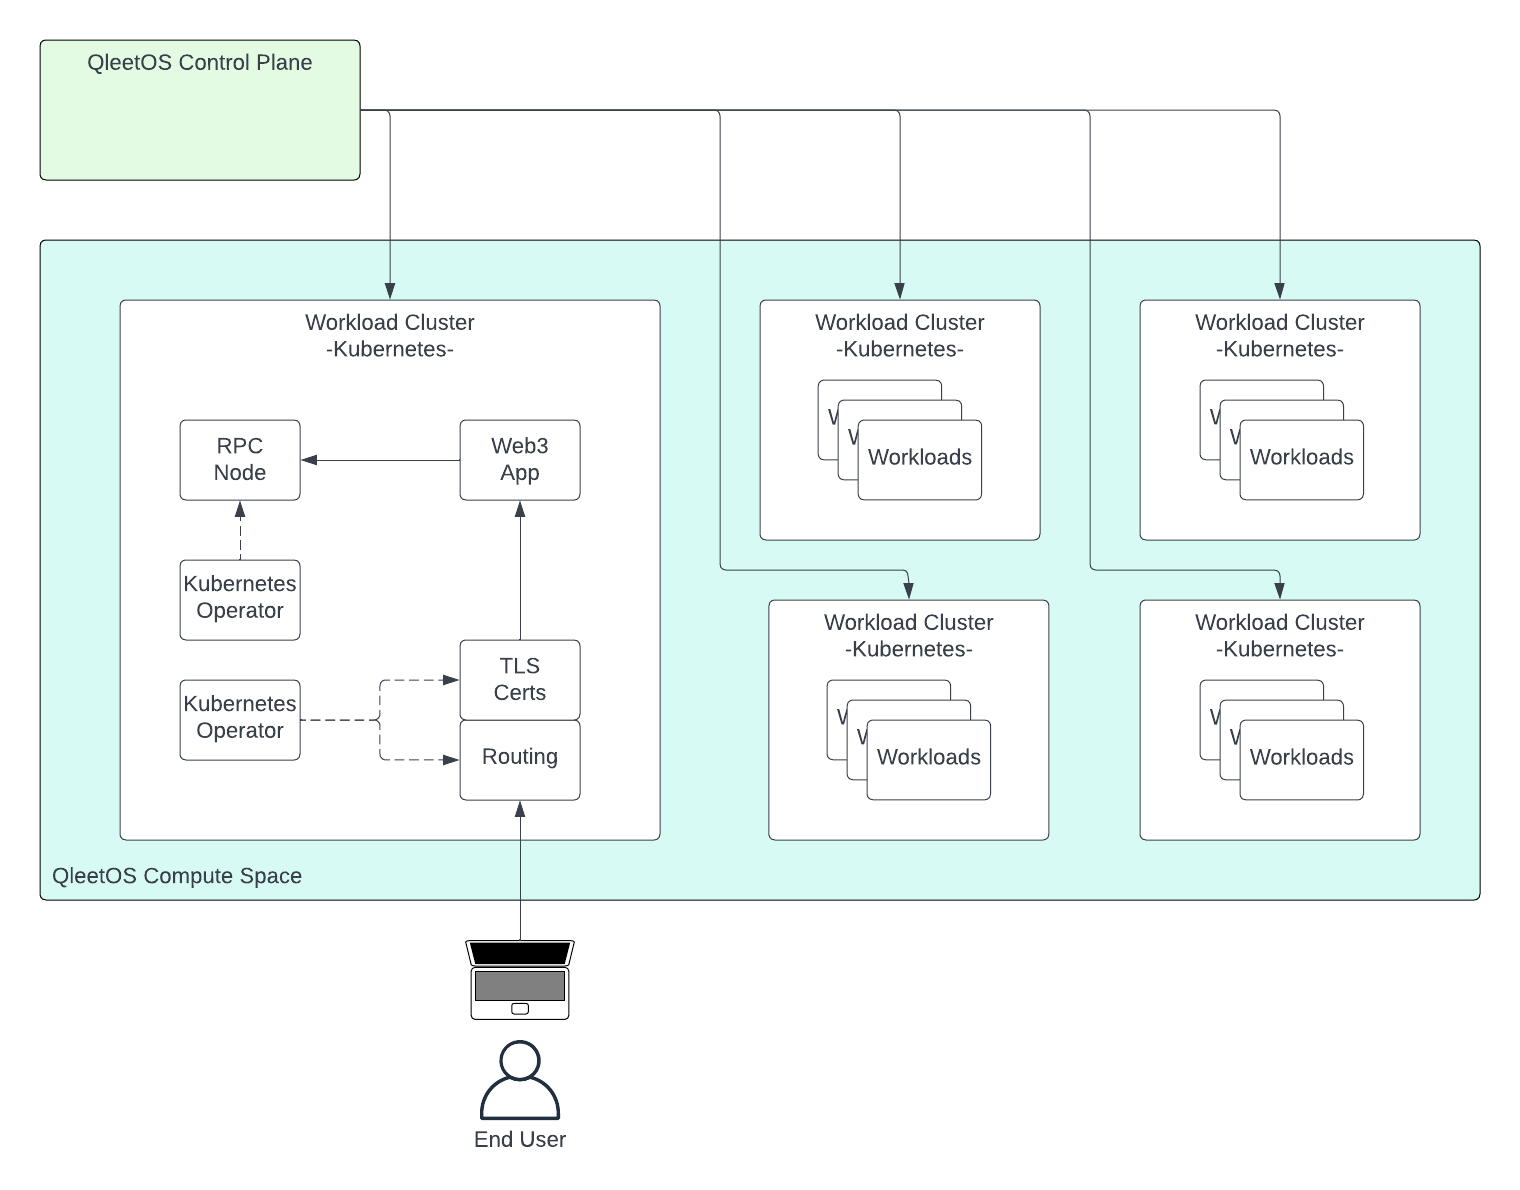 QleetOS Control Plane
Workload Cluster
-Kubernetes-
RPC
Node
Web3
App
Kubernetes
Operator
Kubernetes
Operator
TLS
Certs
Routing
Workload Cluster
-Kubernetes-
W
W
Workloads
Workload Cluster
-Kubernetes-
W
W
Workloads
Workload Cluster
-Kubernetes-
W
W
Workloads
Workload Cluster
-Kubernetes-
W
W
Workloads
QleetOS Compute Space
End User